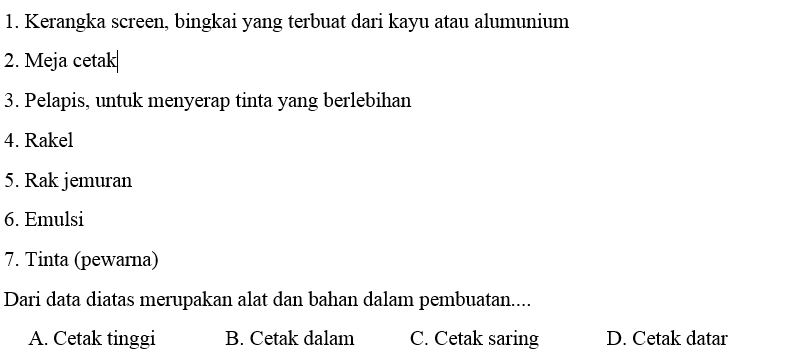 1. Kerangka screen, bingkai yang terbuat dari kayu atau alumunium
2. Meja cetak
3. Pelapis, untuk menyerap tinta yang berlebihan
4. Rakel
5. Rak jemuran
6. Emulsi
7. Tinta (pewarna)
Dari data diatas merupakan alat dan bahan dalam pembuatan....
A. Cetak tinggi B. Cetak dalam C. Cetak saring D. Cetak datar